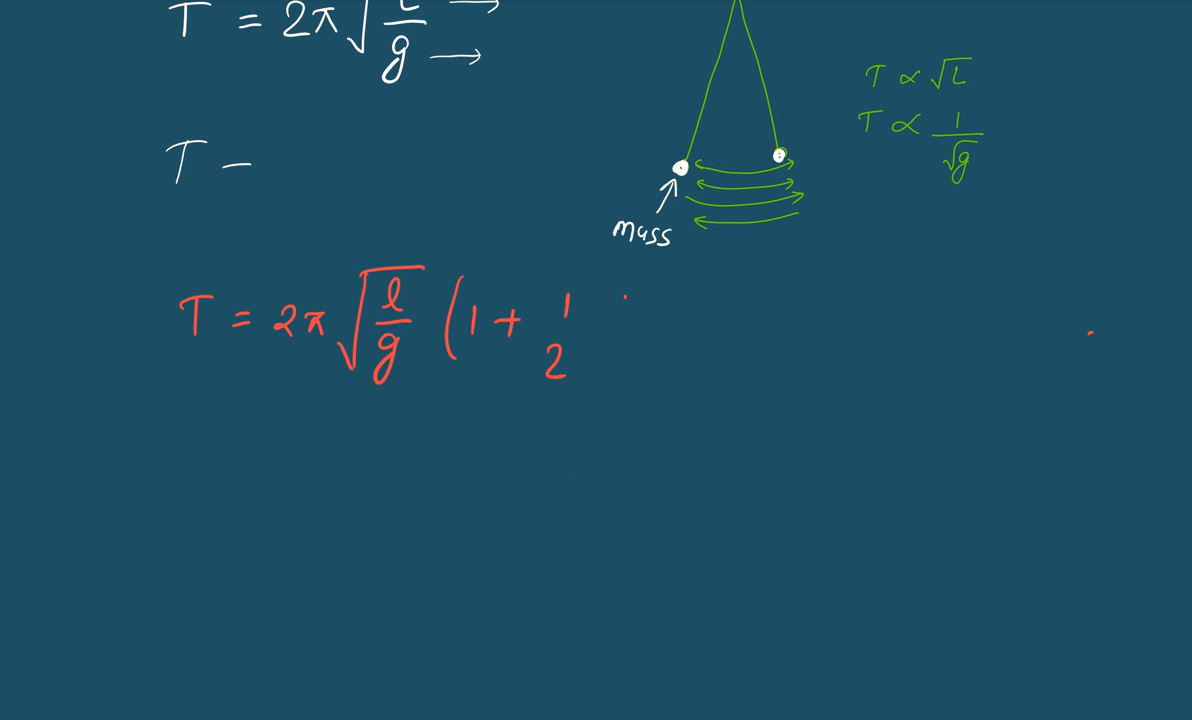 T = 2π√(L/g) → →
T ∝ √L
T ∝ 1/√g
T –
mass
T = 2π√(l/g) (1 + 1 2